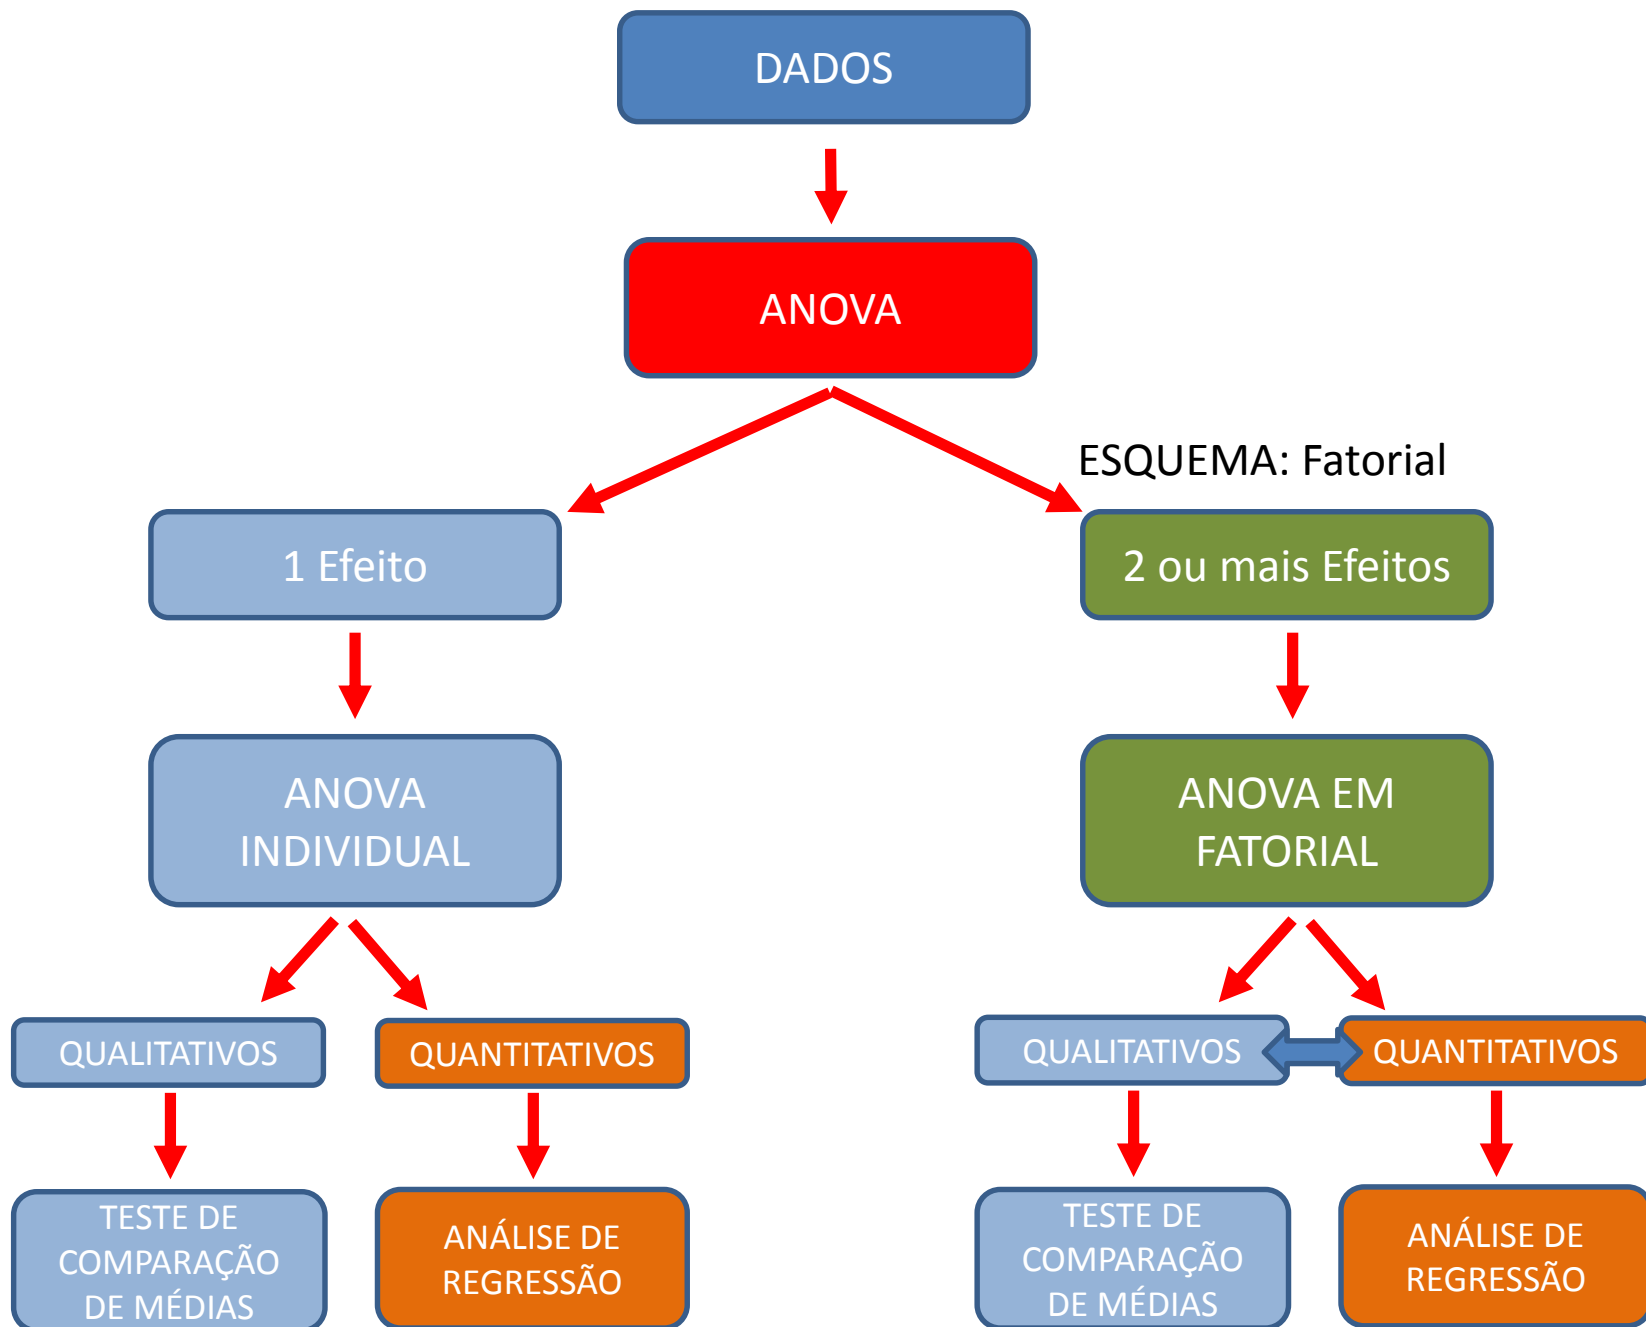 DADOS
ANOVA
ESQUEMA: Fatorial
1 Efeito
2 ou mais Efeitos
ANOVA
INDIVIDUAL
ANOVA EM
FATORIAL
QUALITATIVOS
QUANTITATIVOS
QUALITATIVOS
QUANTITATIVOS
TESTE DE
COMPARAÇÃO
DE MÉDIAS
ANÁLISE DE
REGRESSÃO
TESTE DE
COMPARAÇÃO
DE MÉDIAS
ANÁLISE DE
REGRESSÃO